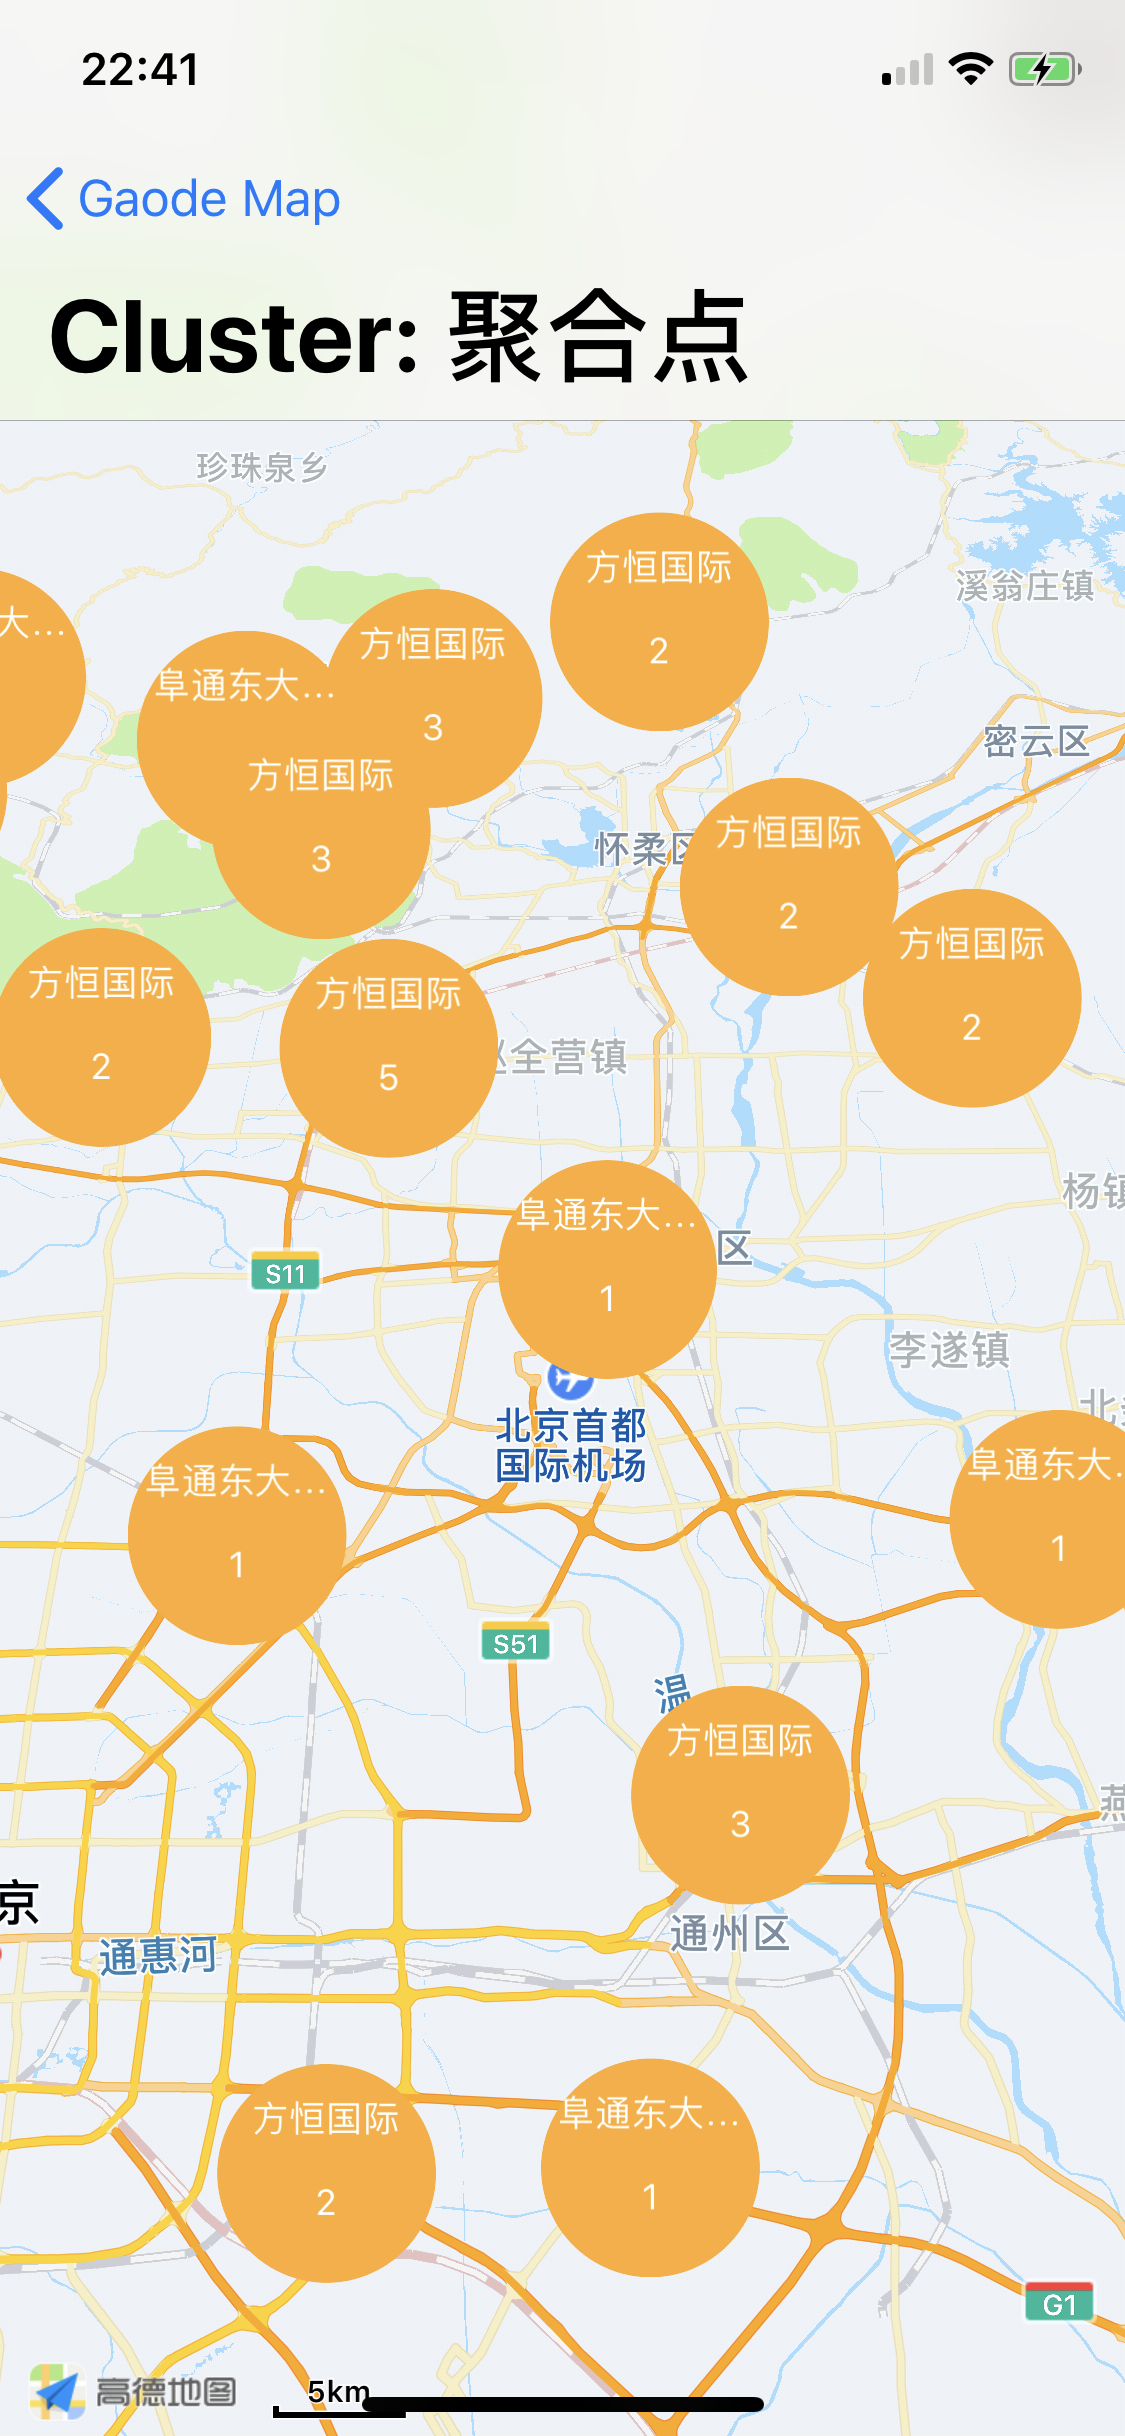 22:41
Gaode Map
Cluster: 聚合点
珍珠泉乡
方恒国际
2
溪翁庄镇
大...
方恒国际
3
阜通东大...
密云区
方恒国际
3
怀柔区
方恒国际
2
方恒国际
2
方恒国际
2
方恒国际
5
全营镇
杨镇
阜通东大...
1
区
S11
李遂镇
北京首都
国际机场
北
阜通东大...
1
阜通东大.
1
S51
温
方恒国际
3
燕
京
通州区
通惠河
方恒国际
2
阜通东大...
1
G1
高德地图
5km